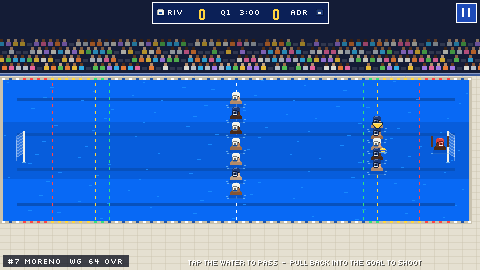 RIV 0 Q1 3:00 0 ADR
#7 MORENO WG 64 OVR
TAP THE WATER TO PASS - PULL BACK INTO THE GOAL TO SHOOT